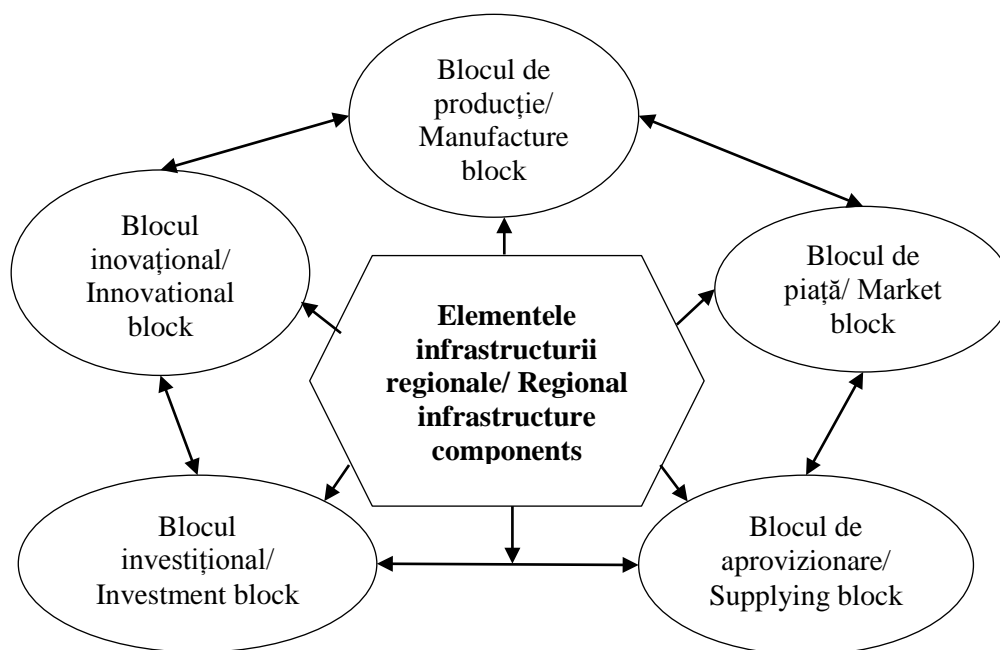 Blocul de
producție/
Manufacture
block
Blocul
inovațional/
Innovational
block
Blocul de
piață/ Market
block
Elementele
infrastructurii
regionale/ Regional
infrastructure
components
Blocul
investițional/
Investment block
Blocul de
aprovizionare/
Supplying block